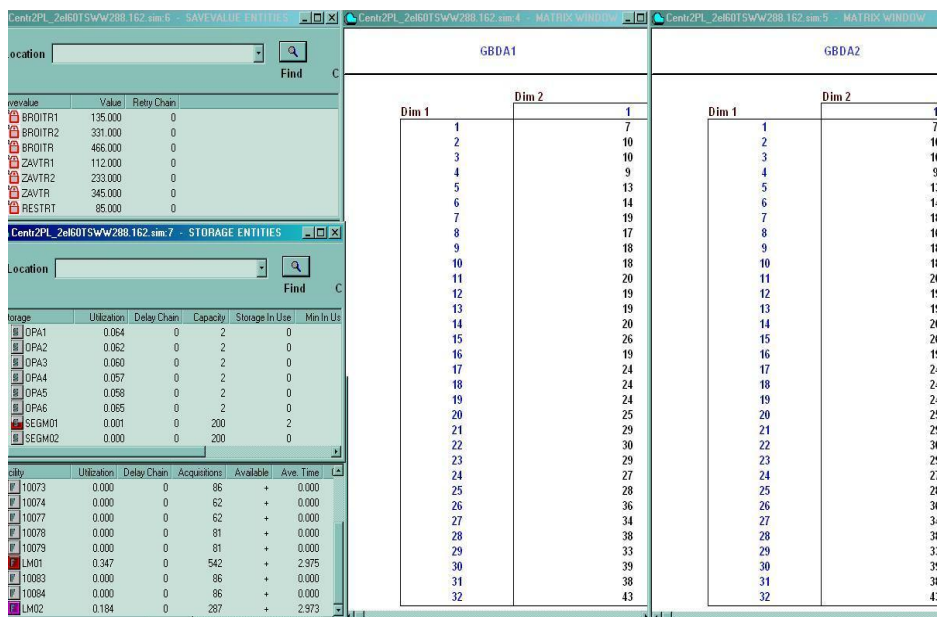 Centr2PL_2el60TSWW288.162.sim:6 - SAVEVALUE ENTITIES
ocation
Find
C
vevalue Value Retry Chain
BROITR1 135.000 0
BROITR2 331.000 0
BROITR 466.000 0
ZAVTR1 112.000 0
ZAVTR2 233.000 0
ZAVTR 345.000 0
RESTRT 85.000 0
Centr2PL_2el60TSWW288.162.sim:7 - STORAGE ENTITIES
Location
Find
C
torage Utilization Delay Chain Capacity Storage In Use Min In Us
OPA1 0.064 0 2 0
OPA2 0.062 0 2 0
OPA3 0.060 0 2 0
OPA4 0.057 0 2 0
OPA5 0.058 0 2 0
OPA6 0.065 0 2 0
SEGM01 0.001 0 200 2
SEGM02 0.000 0 200 0
cility Utilization Delay Chain Acquisitions Available Ave. Time
10073 0.000 0 86 + 0.000
10074 0.000 0 62 + 0.000
10077 0.000 0 62 + 0.000
10078 0.000 0 81 + 0.000
10079 0.000 0 81 + 0.000
LM01 0.347 0 542 + 2.975
10083 0.000 0 86 + 0.000
10084 0.000 0 86 + 0.000
LM02 0.184 0 287 + 2.973
Centr2PL_2el60TSWW288.162.sim:4 - MATRIX WINDOW
GBDA1
Dim 2
Dim 1 1
1 7
2 10
3 10
4 9
5 13
6 14
7 19
8 17
9 18
10 18
11 20
12 19
13 19
14 20
15 26
16 19
17 24
18 24
19 24
20 25
21 29
22 30
23 29
24 27
25 28
26 36
27 34
28 38
29 33
30 39
31 38
32 43
Centr2PL_2el60TSWW288.162.sim:5 - MATRIX WINDOW
GBDA2
Dim 2
Dim 1
1
2
3
4
5
6
7
8
9
10
11
12
13
14
15
16
17
18
19
20
21
22
23
24
25
26
27
28
29
30
31
32